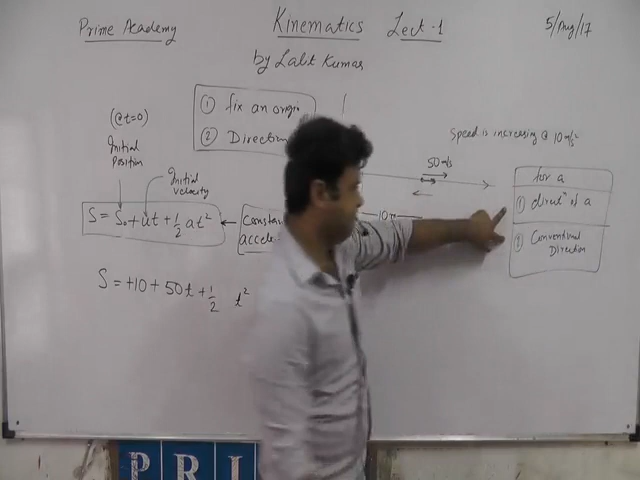 Prime Academy
Kinematics Lect-1
5/Aug/17
by Lalit Kumar
① fix an origin
② Direction
(@t=0)
Initial
Position
Initial
velocity
Speed is increasing @ 10 m/s²
50 m/s
for a
① directⁿ of a
② Conventional
Direction
S = S₀ + ut + 1/2 at²
Constan
accele
10 m
S = +10 + 50t + 1/2 t²
PRI